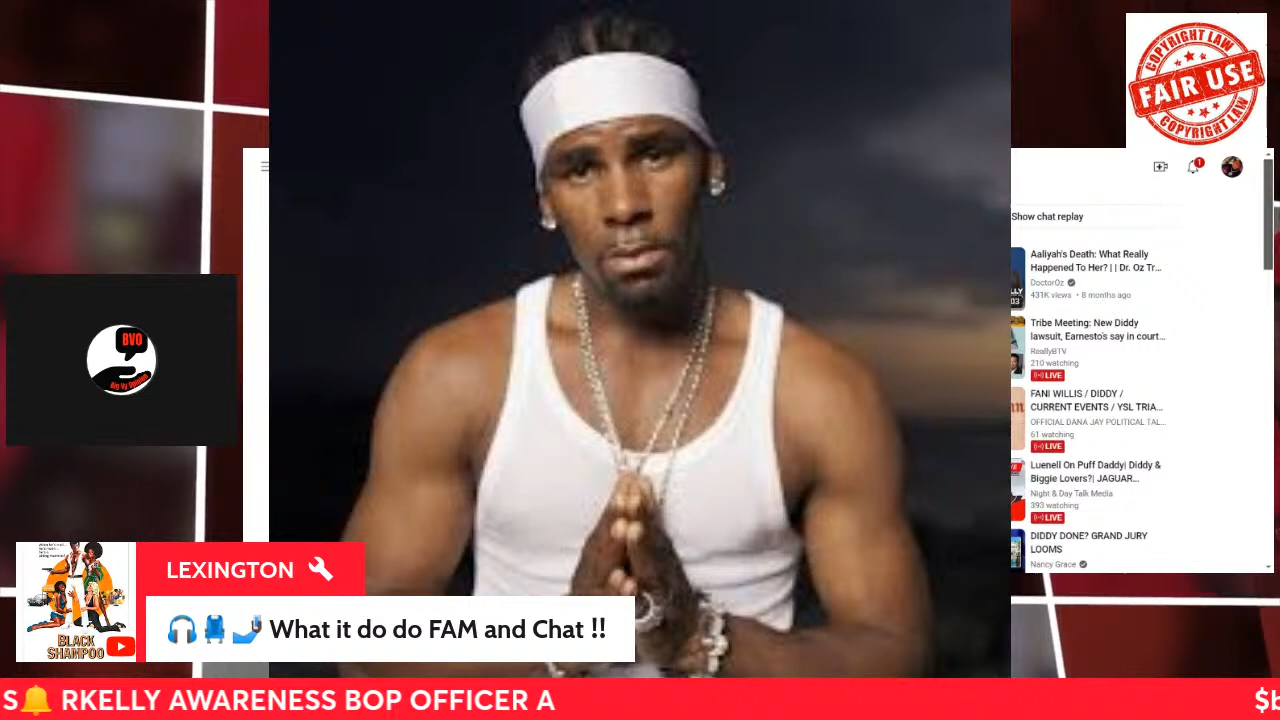 COPYRIGHT LAW
FAIR USE
COPYRIGHT LAW
1
Show chat replay
Aaliyah's Death: What Really
Happened To Her? | | Dr. Oz Tr...
DoctorOz
431K views • 8 months ago
Tribe Meeting: New Diddy
lawsuit, Earnesto's say in court...
ReallyBTV
210 watching
LIVE
FANI WILLIS / DIDDY /
CURRENT EVENTS / YSL TRIA...
OFFICIAL DANA JAY POLITICAL TAL...
61 watching
LIVE
Luenell On Puff Daddy| Diddy &
Biggie Lovers?| JAGUAR...
Night & Day Talk Media
393 watching
LIVE
DIDDY DONE? GRAND JURY
LOOMS
Nancy Grace
BVO
LEXINGTON
🎧💺🤳 What it do do FAM and Chat !!
BLACK
SHAMPOO
S🔔 RKELLY AWARENESS BOP OFFICER A
$b